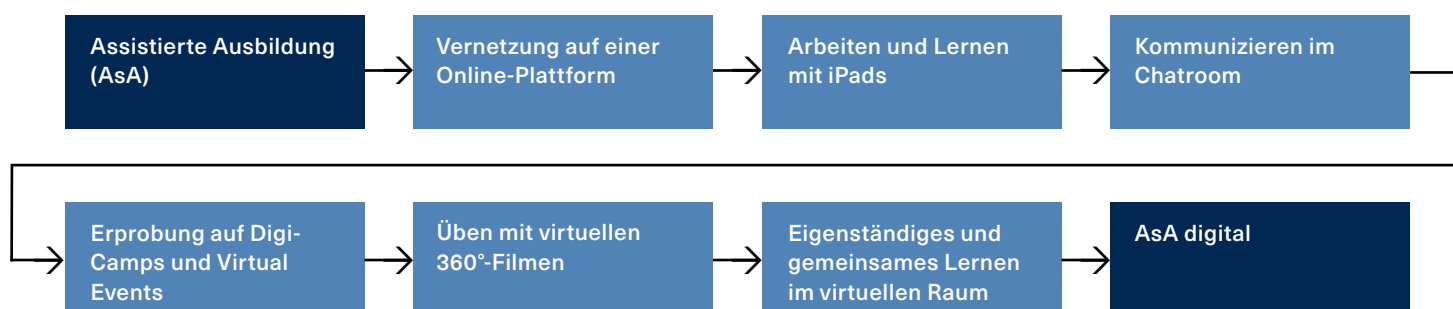 Assistierte Ausbildung
(AsA)
Vernetzung auf einer
Online-Plattform
Arbeiten und Lernen
mit iPads
Kommunizieren im
Chatroom
Erprobung auf Digi-
Camps und Virtual
Events
Üben mit virtuellen
360°-Filmen
Eigenständiges und
gemeinsames Lernen
im virtuellen Raum
AsA digital